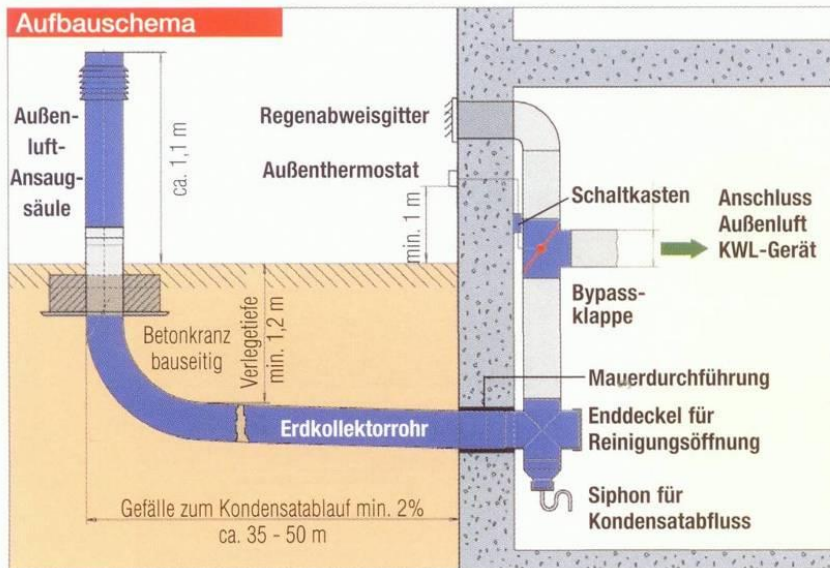 Aufbauschema
Außen-
luft-
Ansaug-
säule
ca. 1,1 m
Regenabweisgitter
Außenthermostat
min. 1 m
Schaltkasten
Anschluss
Außenluft
KWL-Gerät
Bypass-
klappe
Betonkranz
bauseitig
Verlegetiefe
min. 1,2 m
Mauerdurchführung
Erdkollektorrohr
Enddeckel für
Reinigungsöffnung
Gefälle zum Kondensatablauf min. 2%
ca. 35 - 50 m
Siphon für
Kondensatabfluss